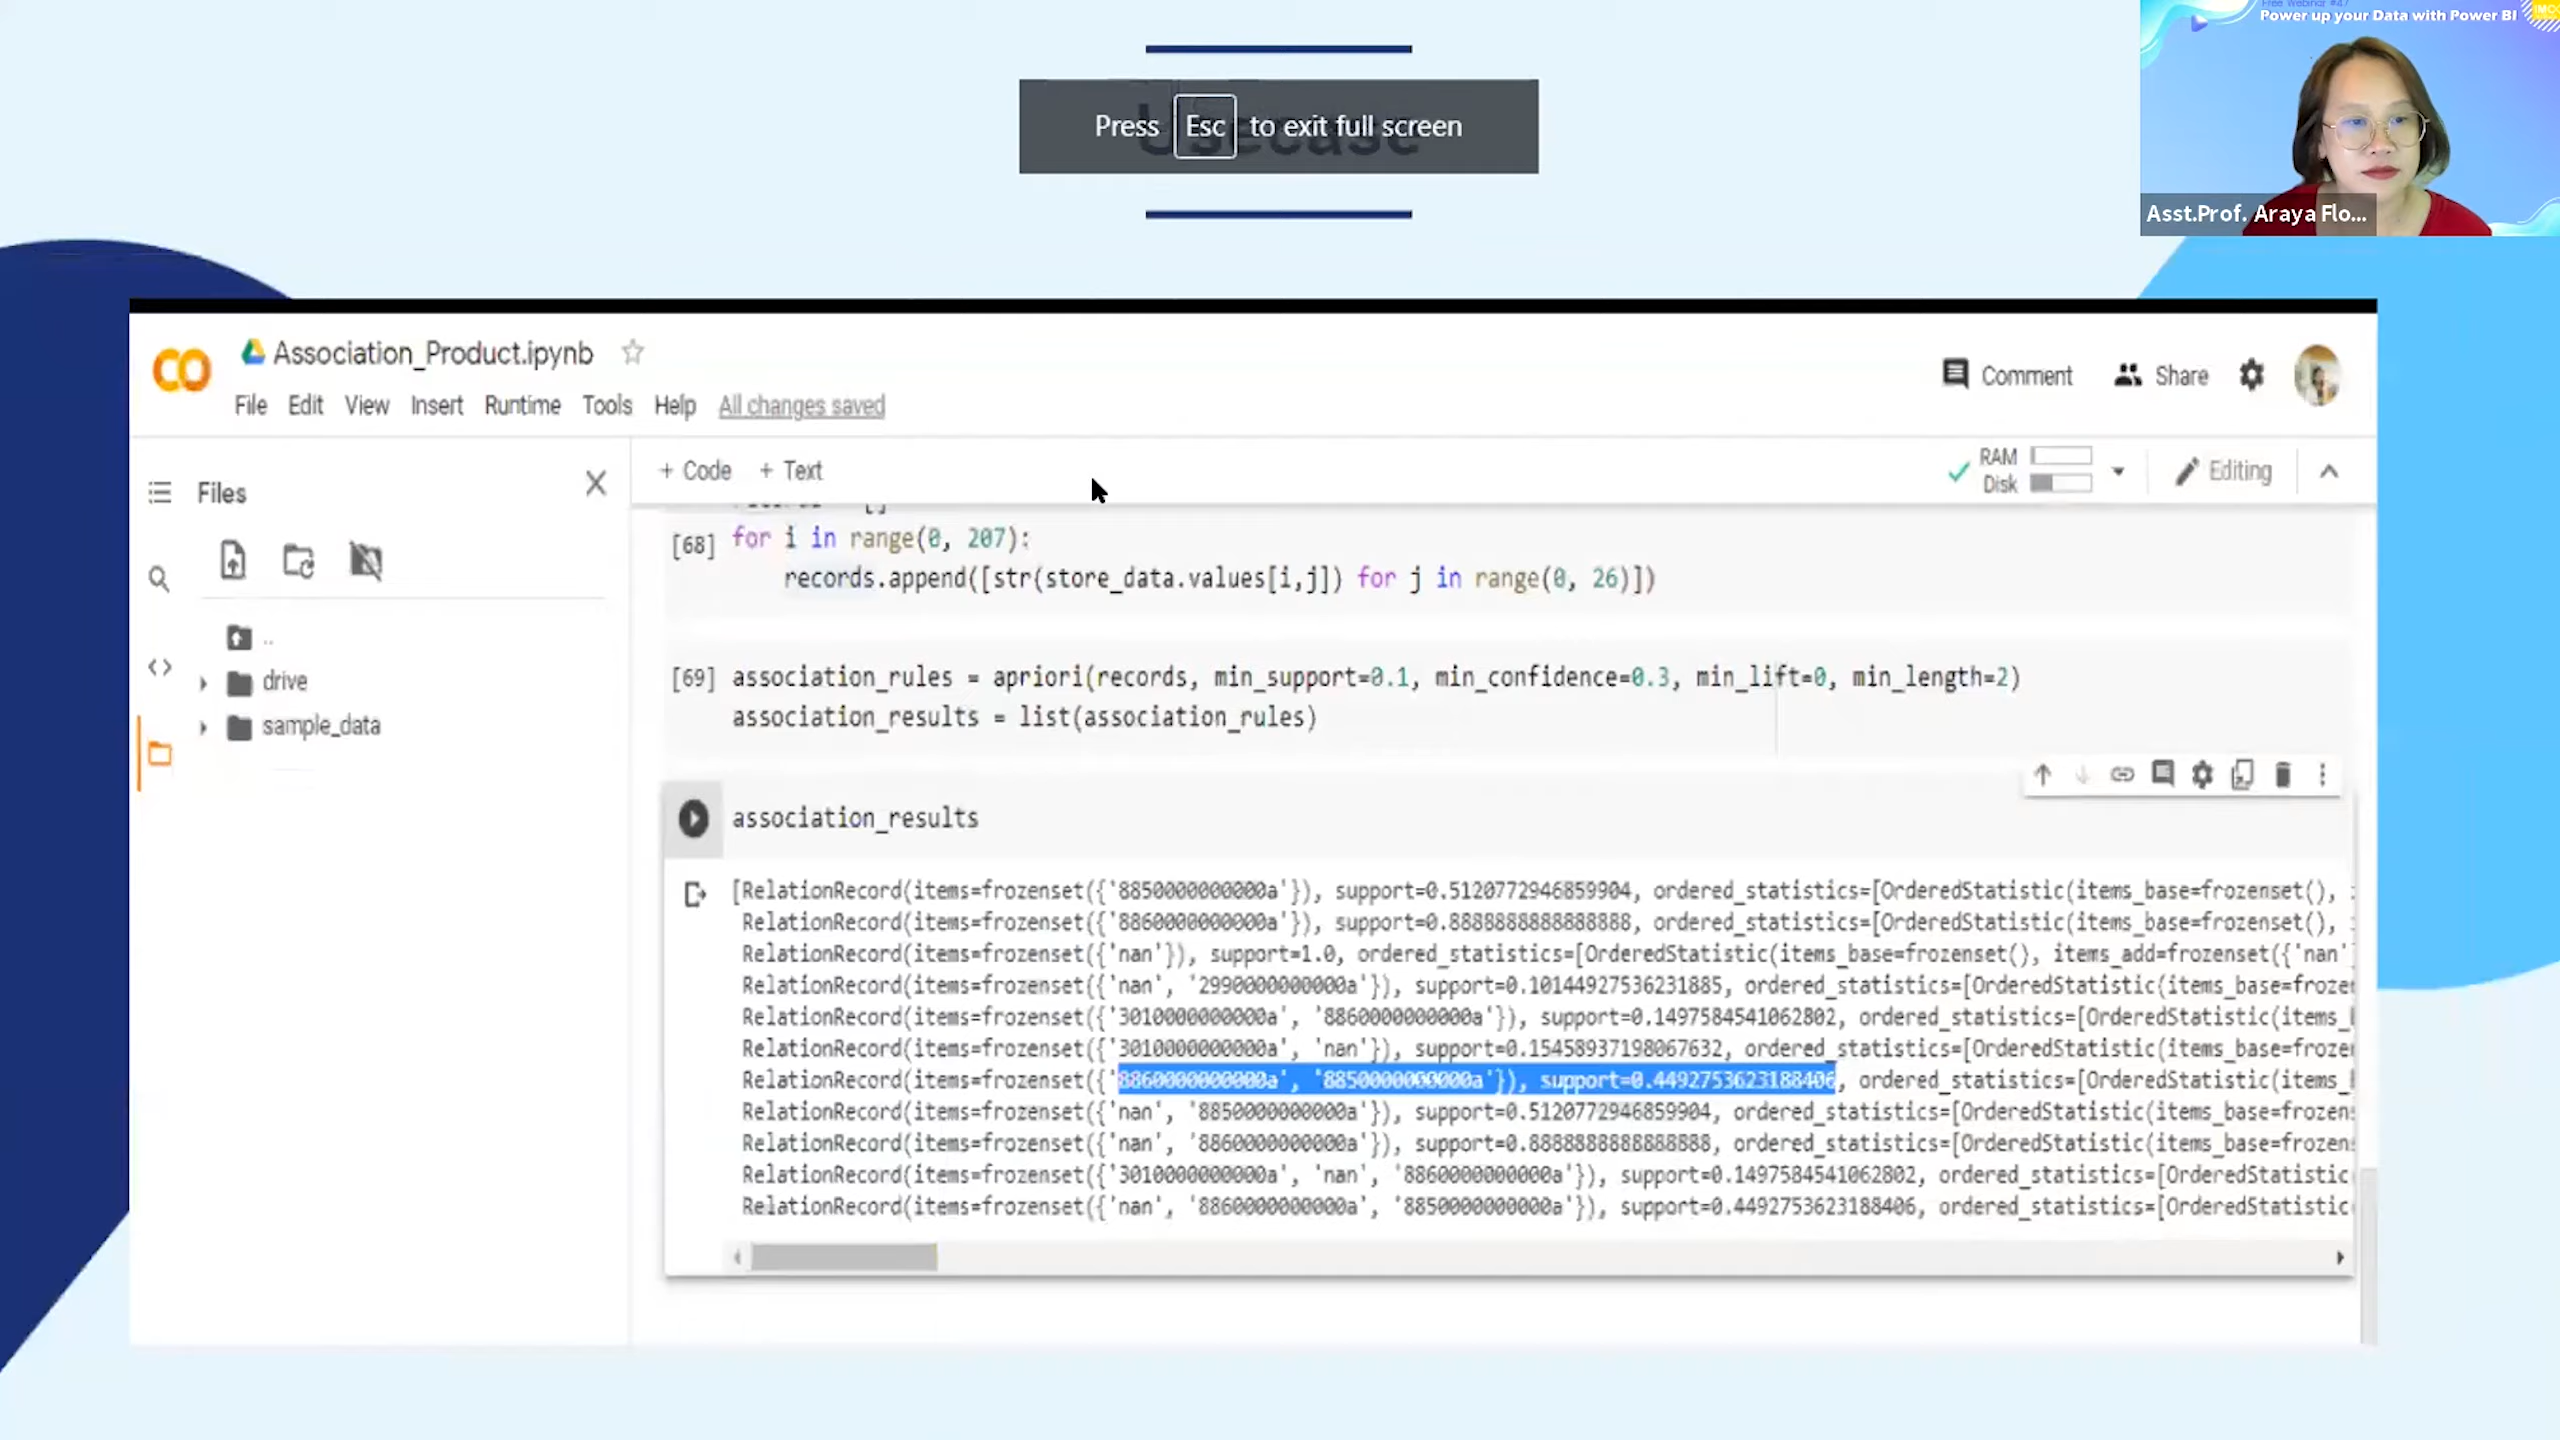 Free Webinar #47
Power up your Data with Power BI
IMC
Press Esc to exit full screen
Usecase
Asst.Prof. Araya Flo...
CO
Association_Product.ipynb
Comment
Share
File Edit View Insert Runtime Tools Help All changes saved
Files
+ Code + Text
RAM
Disk
Editing
..
drive
sample_data
[68] for i in range(0, 207):
records.append([str(store_data.values[i,j]) for j in range(0, 26)])
[69] association_rules = apriori(records, min_support=0.1, min_confidence=0.3, min_lift=0, min_length=2)
association_results = list(association_rules)
association_results
[RelationRecord(items=frozenset({'8850000000000a'}), support=0.5120772946859904, ordered_statistics=[OrderedStatistic(items_base=frozenset(),
RelationRecord(items=frozenset({'8860000000000a'}), support=0.8888888888888888, ordered_statistics=[OrderedStatistic(items_base=frozenset(),
RelationRecord(items=frozenset({'nan'}), support=1.0, ordered_statistics=[OrderedStatistic(items_base=frozenset(), items_add=frozenset({'nan'
RelationRecord(items=frozenset({'nan', '2990000000000a'}), support=0.10144927536231885, ordered_statistics=[OrderedStatistic(items_base=froze
RelationRecord(items=frozenset({'3010000000000a', '8860000000000a'}), support=0.1497584541062802, ordered_statistics=[OrderedStatistic(items_
RelationRecord(items=frozenset({'3010000000000a', 'nan'}), support=0.15458937198067632, ordered_statistics=[OrderedStatistic(items_base=froze
RelationRecord(items=frozenset({'8860000000000a', '8850000000000a'}), support=0.4492753623188406, ordered_statistics=[OrderedStatistic(items_
RelationRecord(items=frozenset({'nan', '8850000000000a'}), support=0.5120772946859904, ordered_statistics=[OrderedStatistic(items_base=frozen
RelationRecord(items=frozenset({'nan', '8860000000000a'}), support=0.8888888888888888, ordered_statistics=[OrderedStatistic(items_base=frozen
RelationRecord(items=frozenset({'3010000000000a', 'nan', '8860000000000a'}), support=0.1497584541062802, ordered_statistics=[OrderedStatistic
RelationRecord(items=frozenset({'nan', '8860000000000a', '8850000000000a'}), support=0.4492753623188406, ordered_statistics=[OrderedStatistic